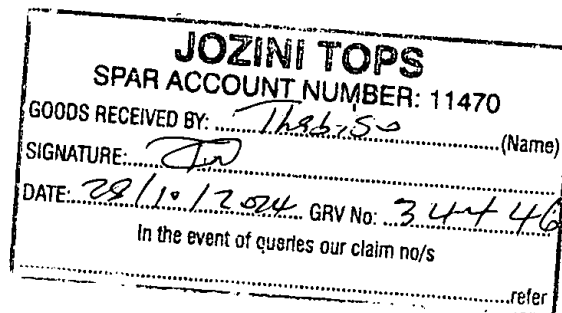 JOZINI TOPS
SPAR ACCOUNT NUMBER: 11470
GOODS RECEIVED BY: Thabiso (Name)
SIGNATURE:
DATE: 28/10/2024 GRV No: 34446
In the event of queries our claim no/s
refer